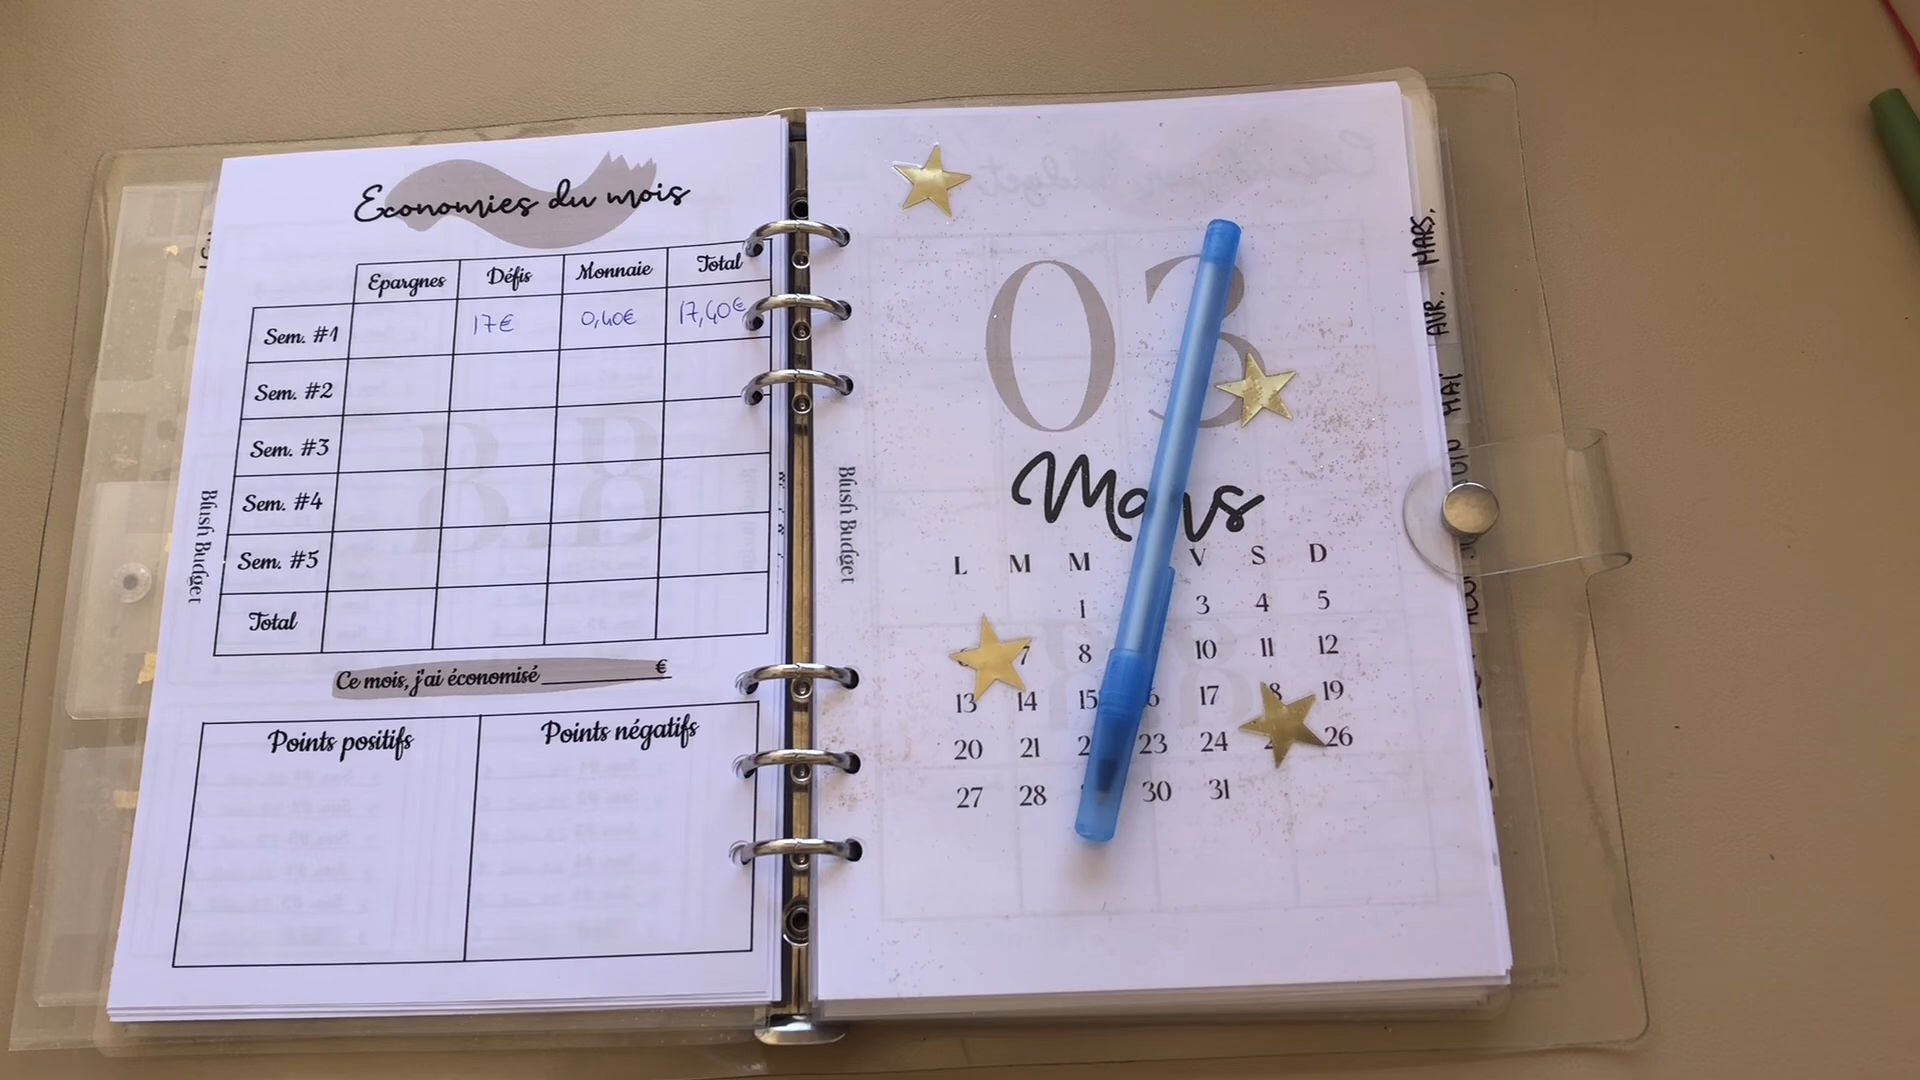 Economies du mois
Epargnes Défis Monnaie Total
Sem. #1 17€ 0,40€ 17,40€
Sem. #2
Sem. #3
Sem. #4
Sem. #5
Total
Ce mois, j'ai économisé ________ €
Points positifs Points négatifs
Blush Budget
Blush Budget
03
Mars
L M M V S D
1 3 4 5
7 8 10 11 12
13 14 15 17 19
20 21 23 24 26
27 28 30 31
MARS.
AVR.
MAI